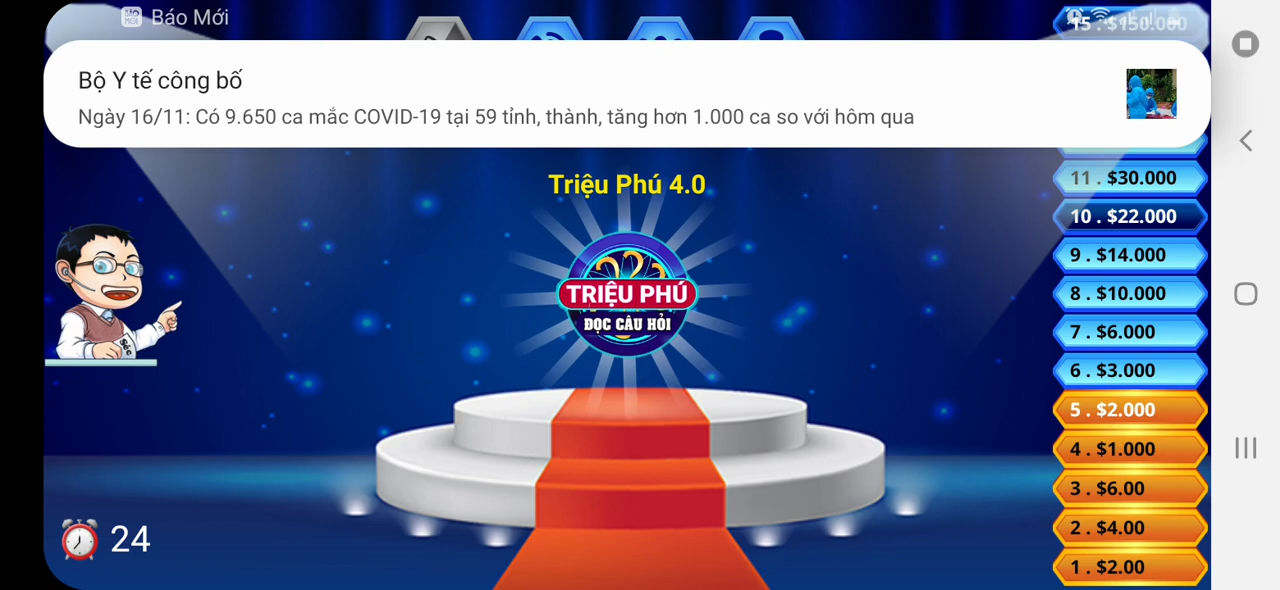 Báo Mới
15 . $150.000
Bộ Y tế công bố
Ngày 16/11: Có 9.650 ca mắc COVID-19 tại 59 tỉnh, thành, tăng hơn 1.000 ca so với hôm qua
Triệu Phú 4.0
TRIỆU PHÚ
ĐỌC CÂU HỎI
11 . $30.000
10 . $22.000
9 . $14.000
8 . $10.000
7 . $6.000
6 . $3.000
5 . $2.000
4 . $1.000
3 . $6.00
2 . $4.00
1 . $2.00
24